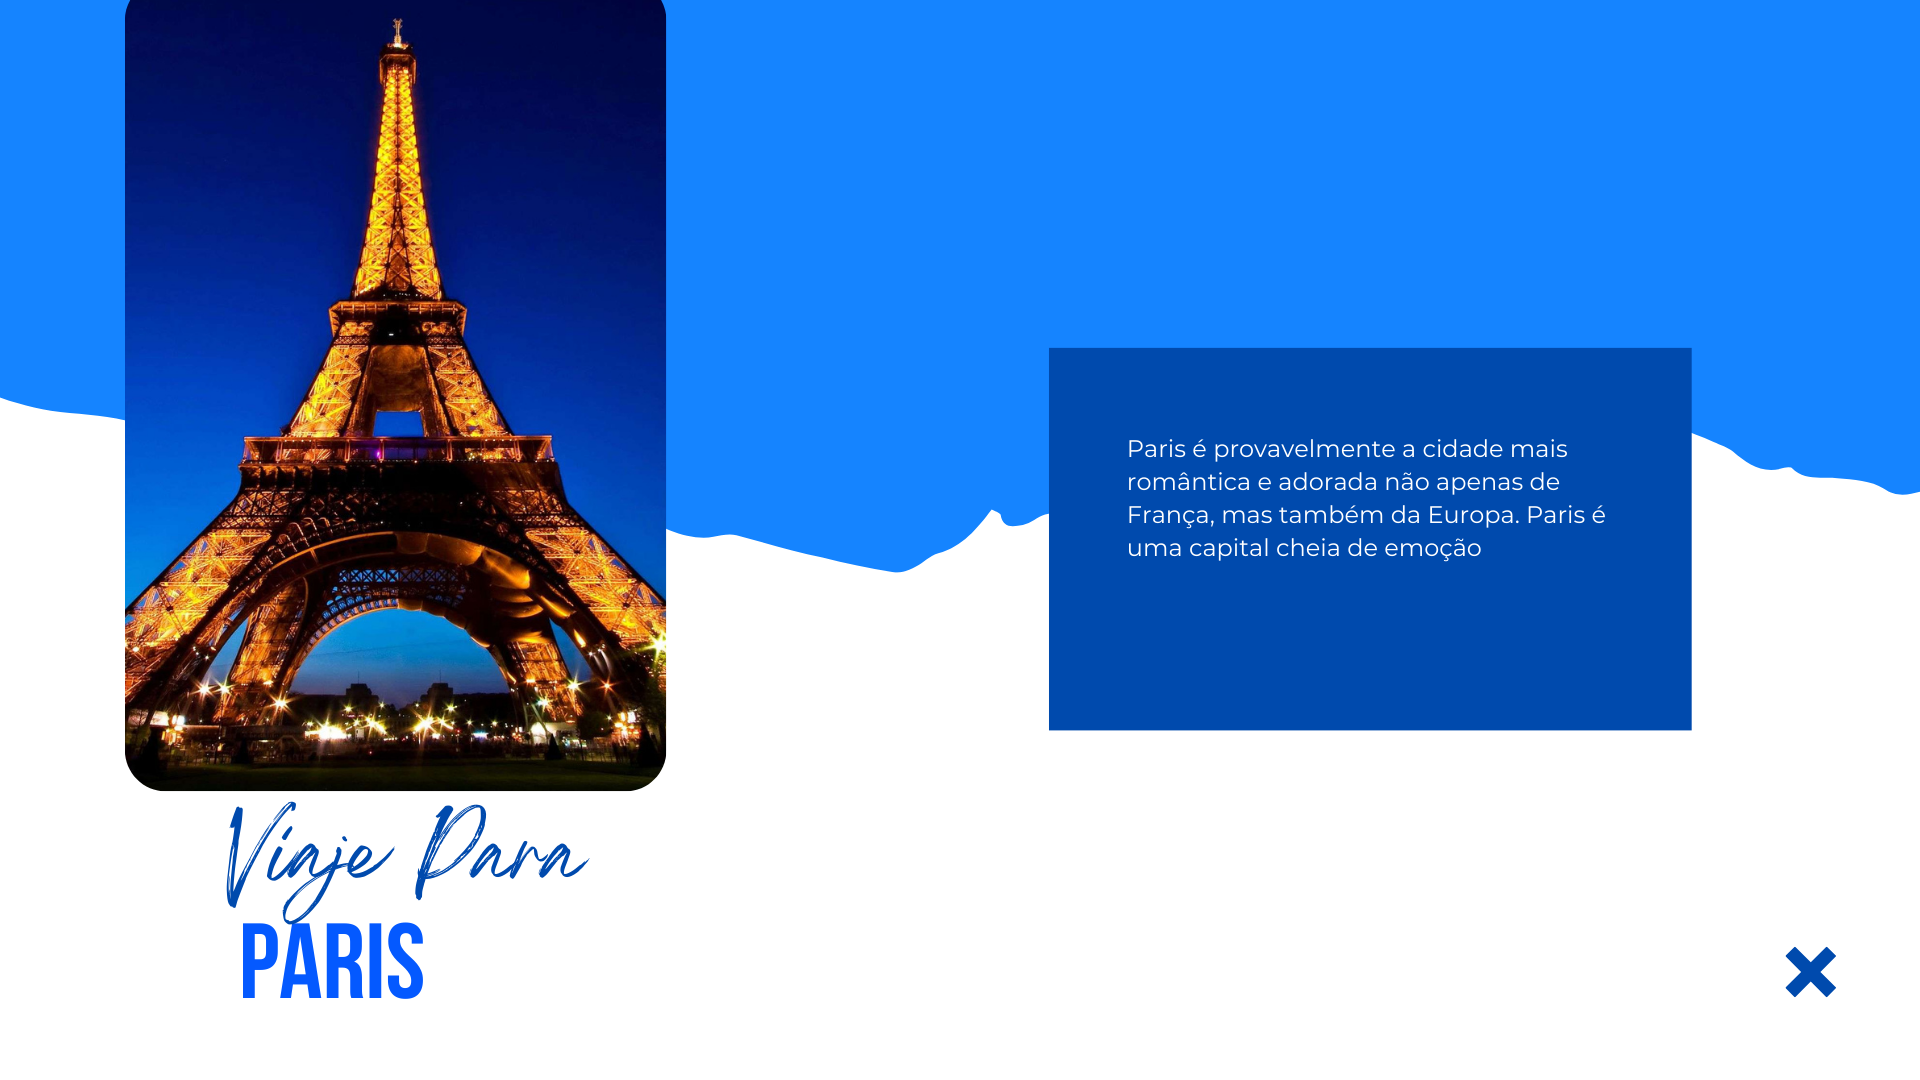 Paris é provavelmente a cidade mais
romântica e adorada não apenas de
França, mas também da Europa. Paris é
uma capital cheia de emoção
Viaje Para
PARIS